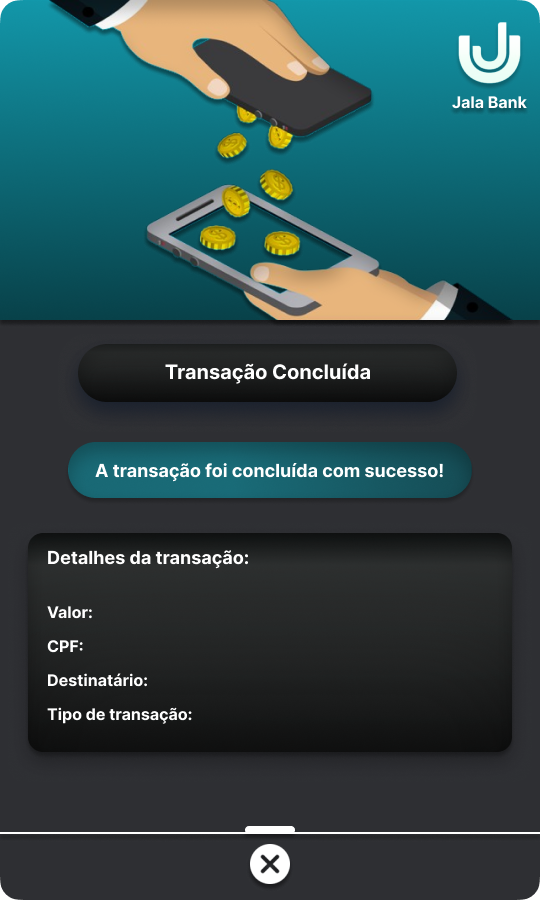 Jala Bank
Transação Concluída
A transação foi concluída com sucesso!
Detalhes da transação:
Valor:
CPF:
Destinatário:
Tipo de transação: